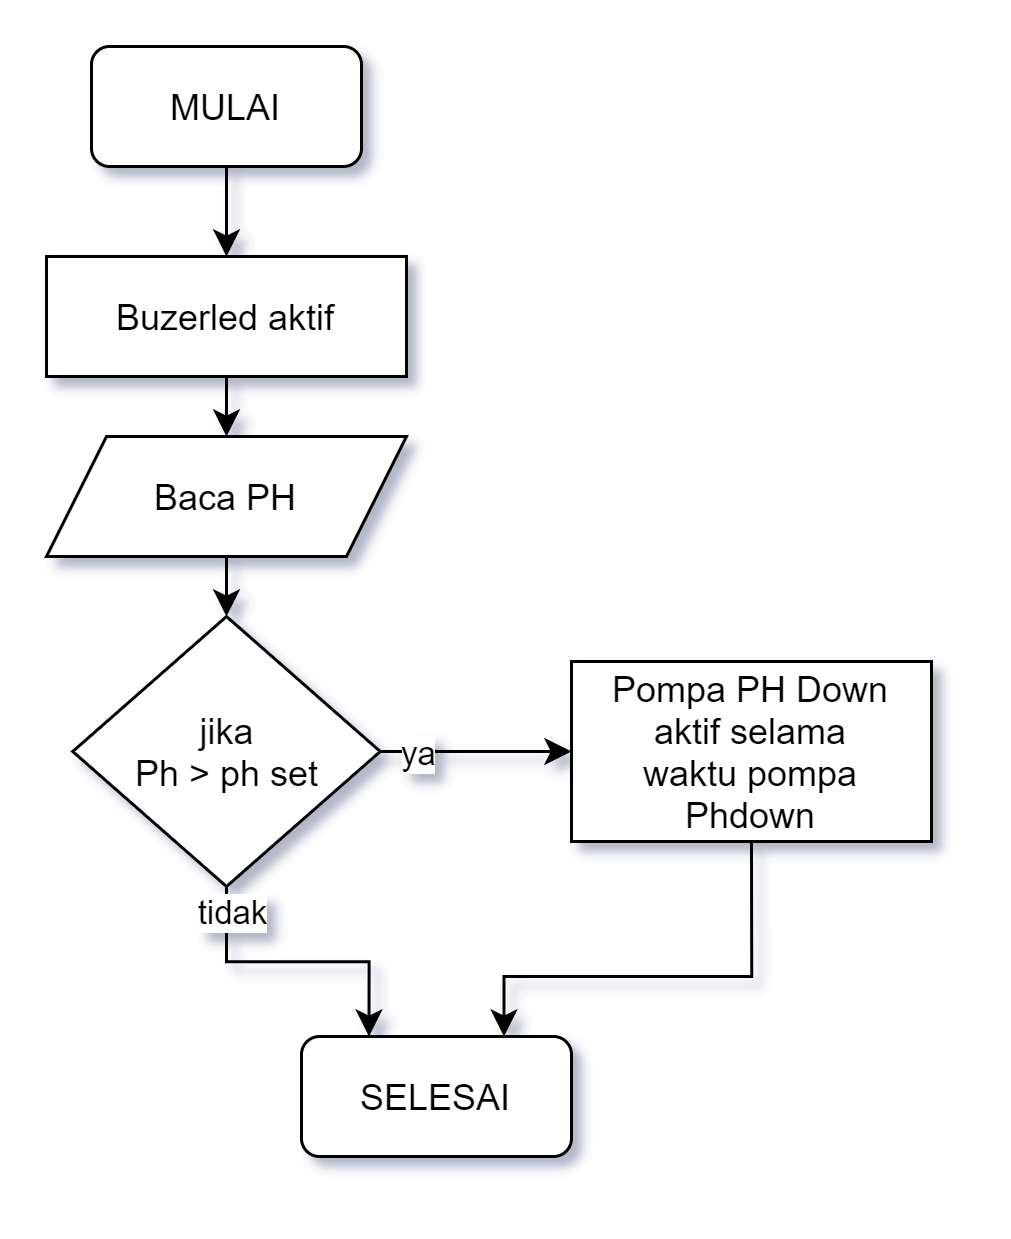 MULAI
Buzerled aktif
Baca PH
jika
Ph > ph set
ya
Pompa PH Down
aktif selama
waktu pompa
Phdown
tidak
SELESAI